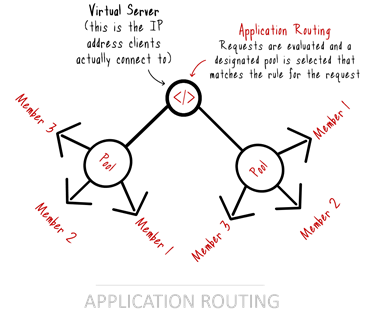 Virtual Server
(this is the IP
address clients
actually connect to)
Application Routing
Requests are evaluated and a
designated pool is selected that
matches the rule for the request
</>
Member 3
Pool
Member 2
Member 1
Member 1
Pool
Member 2
Member 3
APPLICATION ROUTING